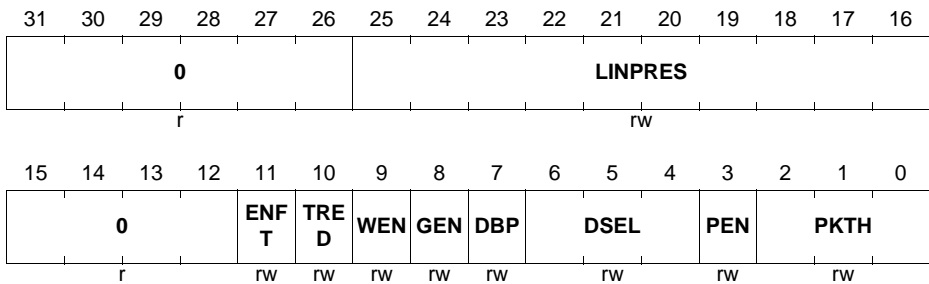 31 30 29 28 27 26 25 24 23 22 21 20 19 18 17 16
0 LINPRES
r rw
15 14 13 12 11 10 9 8 7 6 5 4 3 2 1 0
0 ENF T TRE D WEN GEN DBP DSEL PEN PKTH
r rw rw rw rw rw rw rw rw